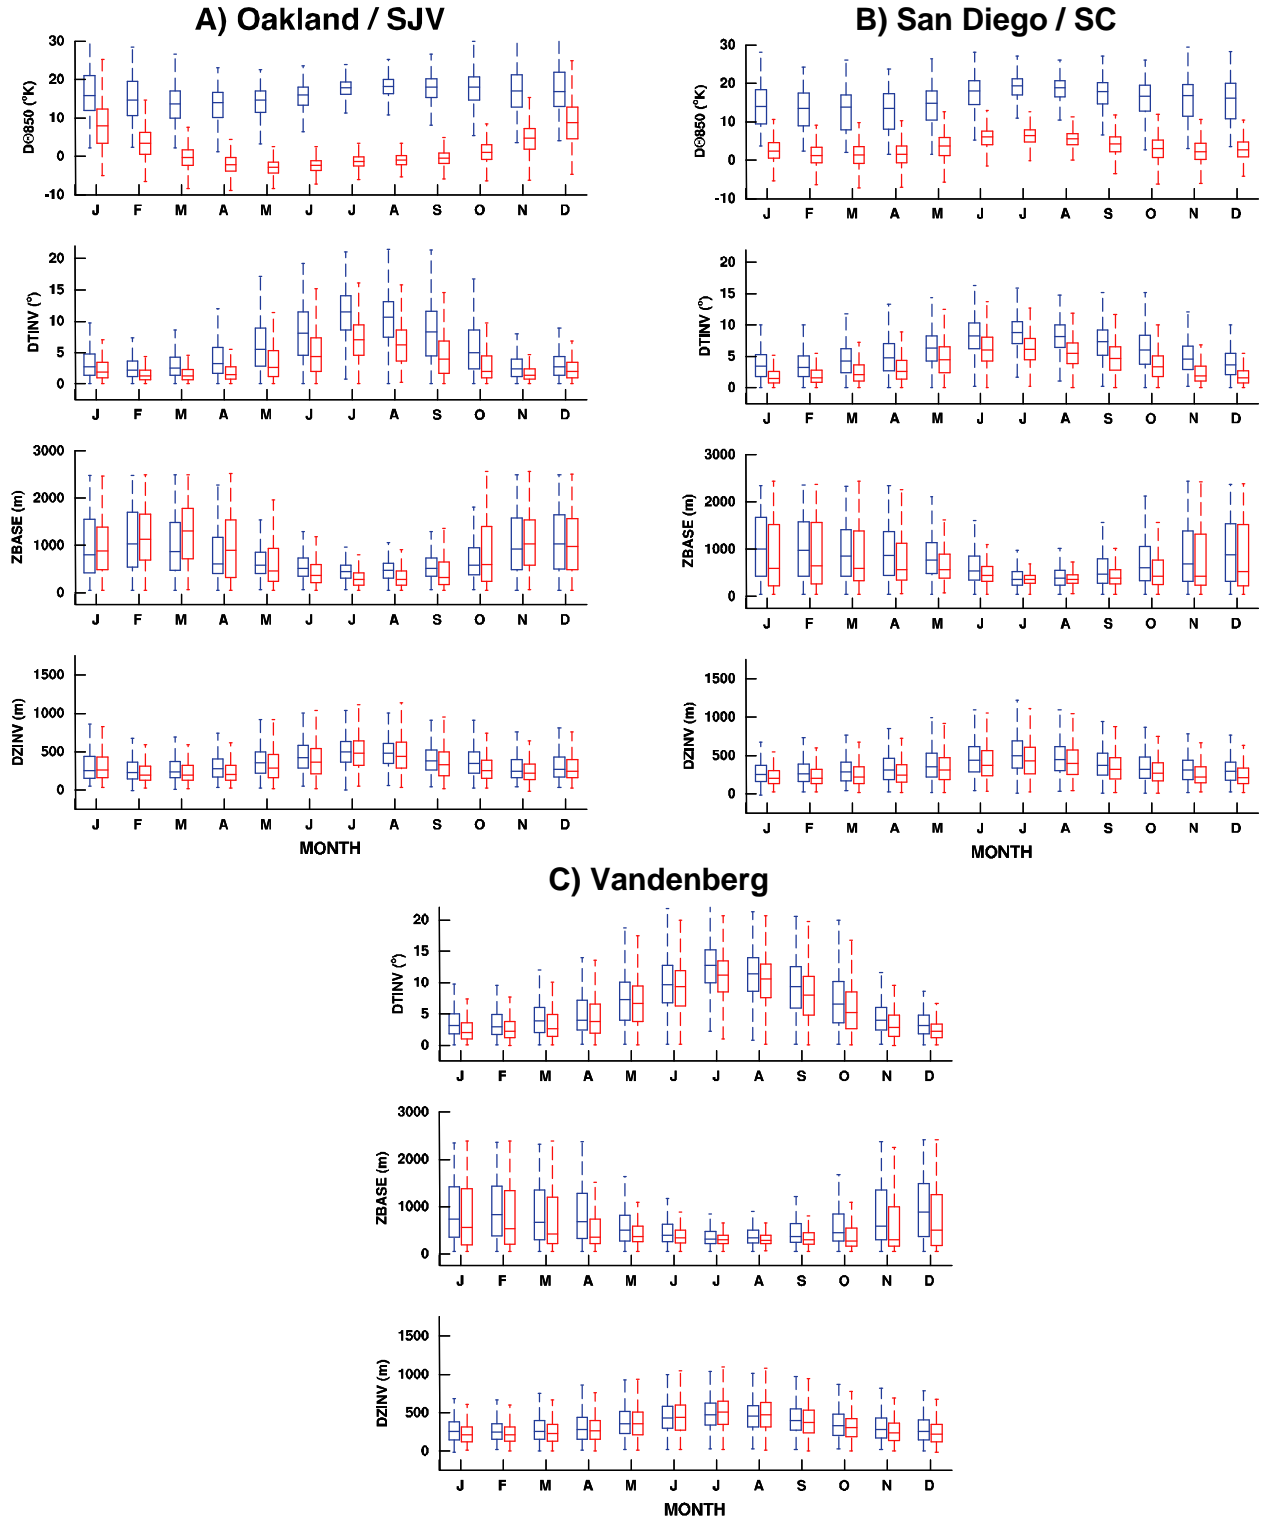 A) Oakland / SJV
30
20
10
0
-10
DΘ850 (°K)
J F M A M J J A S O N D
20
15
10
5
0
DTINV (°)
J F M A M J J A S O N D
3000
2000
1000
0
ZBASE (m)
J F M A M J J A S O N D
1500
1000
500
0
DZINV (m)
J F M A M J J A S O N D
MONTH
B) San Diego / SC
30
20
10
0
-10
DΘ850 (°K)
J F M A M J J A S O N D
20
15
10
5
0
DTINV (°)
J F M A M J J A S O N D
3000
2000
1000
0
ZBASE (m)
J F M A M J J A S O N D
1500
1000
500
0
DZINV (m)
J F M A M J J A S O N D
MONTH
C) Vandenberg
20
15
10
5
0
DTINV (°)
J F M A M J J A S O N D
3000
2000
1000
0
ZBASE (m)
J F M A M J J A S O N D
1500
1000
500
0
DZINV (m)
J F M A M J J A S O N D
MONTH